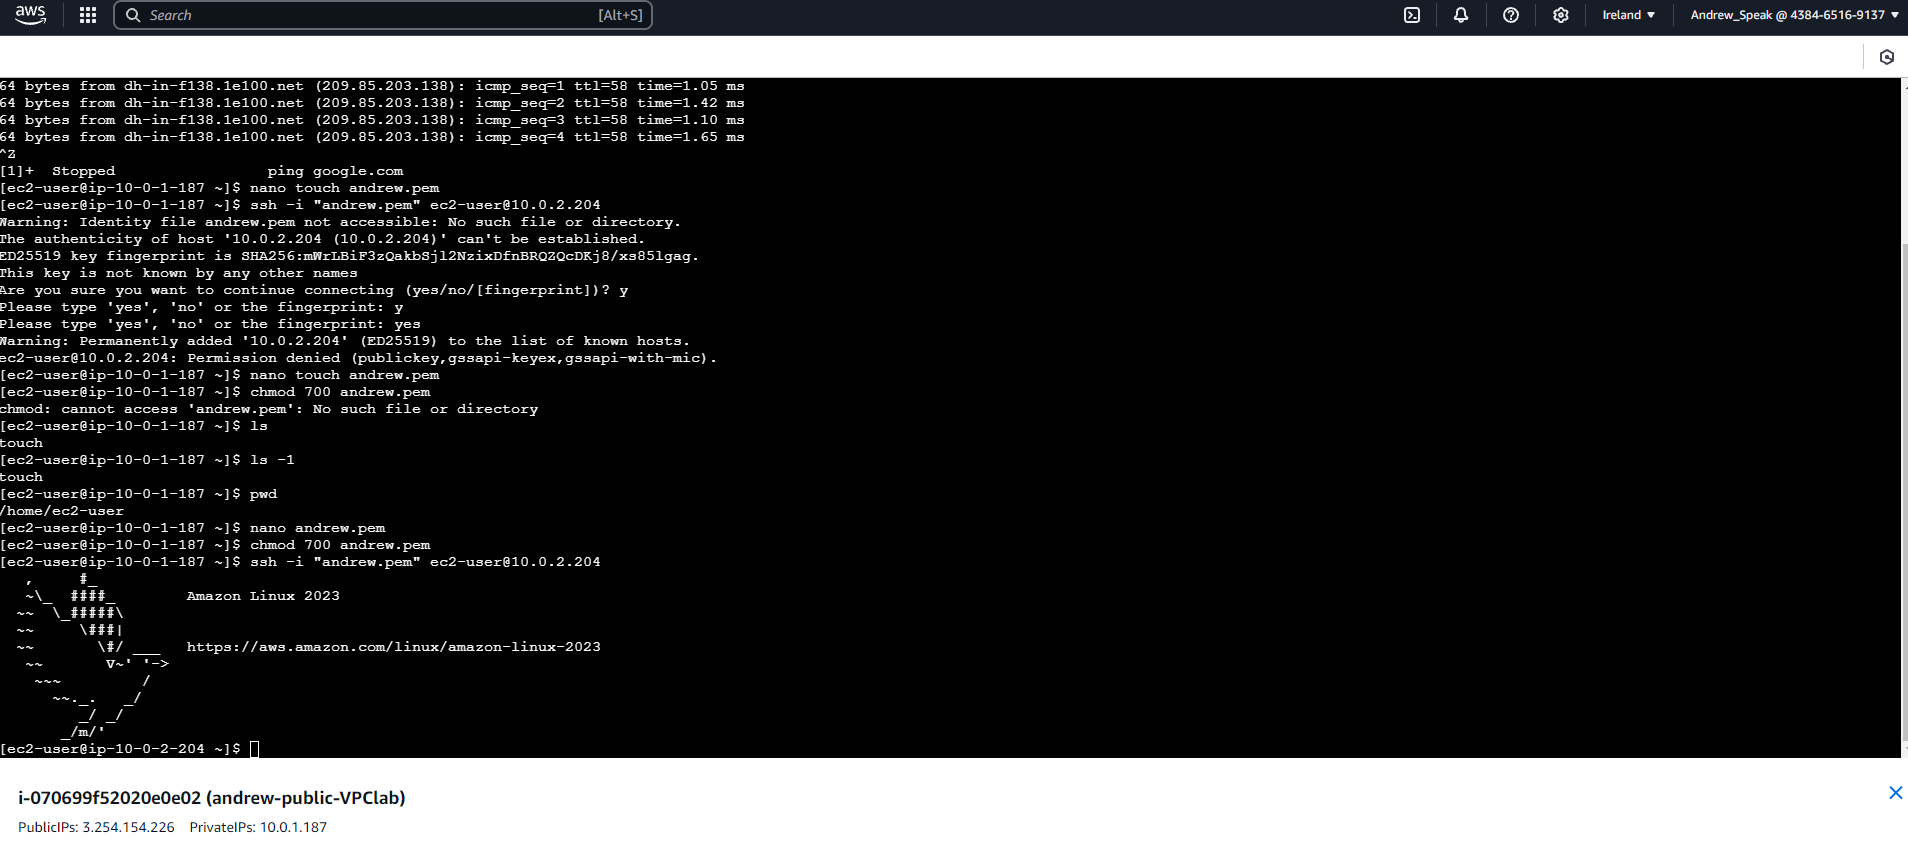 aws
Search [Alt+S]
Ireland ▼
Andrew_Speak @ 4384-6516-9137 ▼
64 bytes from dh-in-f138.1e100.net (209.85.203.138): icmp_seq=1 ttl=58 time=1.05 ms
64 bytes from dh-in-f138.1e100.net (209.85.203.138): icmp_seq=2 ttl=58 time=1.42 ms
64 bytes from dh-in-f138.1e100.net (209.85.203.138): icmp_seq=3 ttl=58 time=1.10 ms
64 bytes from dh-in-f138.1e100.net (209.85.203.138): icmp_seq=4 ttl=58 time=1.65 ms
^Z
[1]+  Stopped                 ping google.com
[ec2-user@ip-10-0-1-187 ~]$ nano touch andrew.pem
[ec2-user@ip-10-0-1-187 ~]$ ssh -i "andrew.pem" ec2-user@10.0.2.204
Warning: Identity file andrew.pem not accessible: No such file or directory.
The authenticity of host '10.0.2.204 (10.0.2.204)' can't be established.
ED25519 key fingerprint is SHA256:mWrLBiF3zQakbSjl2NzixDfnBRQZQcDKj8/xs85lgag.
This key is not known by any other names
Are you sure you want to continue connecting (yes/no/[fingerprint])? y
Please type 'yes', 'no' or the fingerprint: y
Please type 'yes', 'no' or the fingerprint: yes
Warning: Permanently added '10.0.2.204' (ED25519) to the list of known hosts.
ec2-user@10.0.2.204: Permission denied (publickey,gssapi-keyex,gssapi-with-mic).
[ec2-user@ip-10-0-1-187 ~]$ nano touch andrew.pem
[ec2-user@ip-10-0-1-187 ~]$ chmod 700 andrew.pem
chmod: cannot access 'andrew.pem': No such file or directory
[ec2-user@ip-10-0-1-187 ~]$ ls
touch
[ec2-user@ip-10-0-1-187 ~]$ ls -1
touch
[ec2-user@ip-10-0-1-187 ~]$ pwd
/home/ec2-user
[ec2-user@ip-10-0-1-187 ~]$ nano andrew.pem
[ec2-user@ip-10-0-1-187 ~]$ chmod 700 andrew.pem
[ec2-user@ip-10-0-1-187 ~]$ ssh -i "andrew.pem" ec2-user@10.0.2.204
   ,     #_
   ~\_  ####_        Amazon Linux 2023
  ~~  \_#####\
  ~~     \###|
  ~~       \#/ ___   https://aws.amazon.com/linux/amazon-linux-2023
   ~~       V~' '->
    ~~~         /
      ~~._.   _/
         _/ _/
       _/m/'
[ec2-user@ip-10-0-2-204 ~]$
i-070699f52020e0e02 (andrew-public-VPClab)
PublicIPs: 3.254.154.226 PrivateIPs: 10.0.1.187